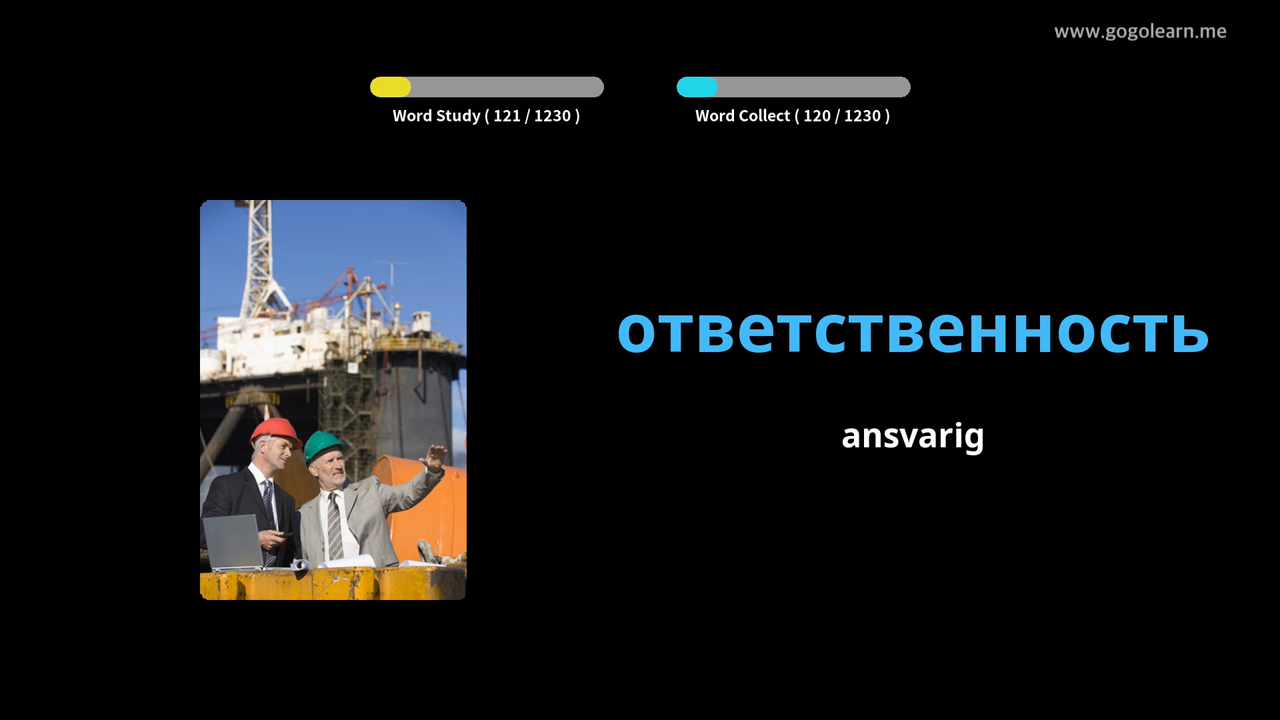 www.gogolearn.me
Word Study ( 121 / 1230 )
Word Collect ( 120 / 1230 )
ответственность
ansvarig